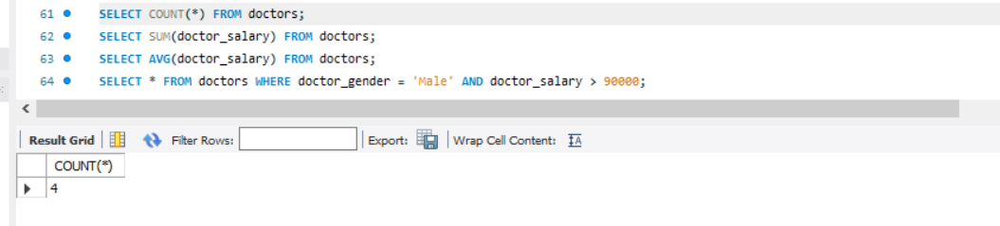 61 SELECT COUNT(*) FROM doctors;
62 SELECT SUM(doctor_salary) FROM doctors;
63 SELECT AVG(doctor_salary) FROM doctors;
64 SELECT * FROM doctors WHERE doctor_gender = 'Male' AND doctor_salary > 90000;
Result Grid Filter Rows: Export: Wrap Cell Content: IA
COUNT(*)
4